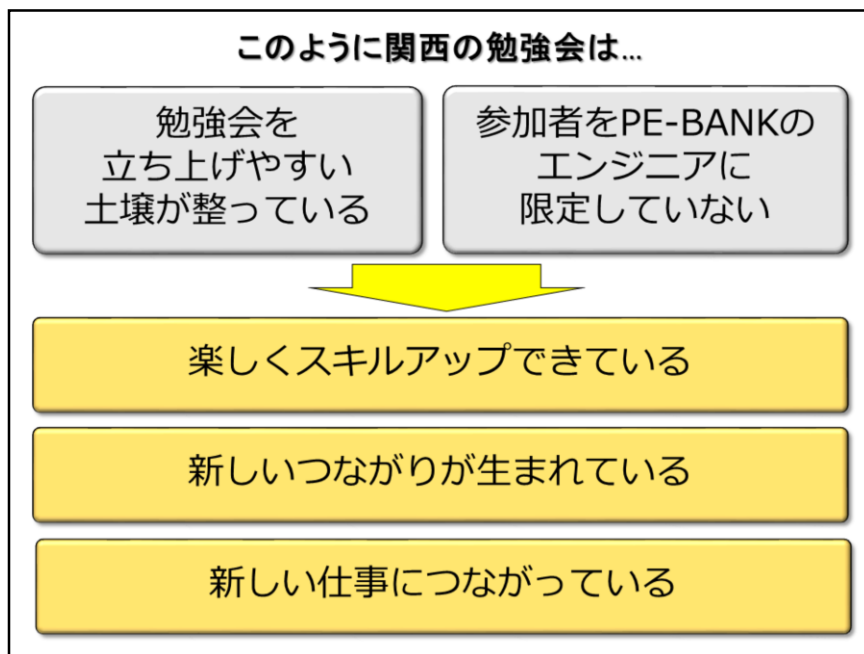 このように関西の勉強会は…
勉強会を
立ち上げやすい
土壌が整っている
参加者をPE-BANKの
エンジニアに
限定していない
楽しくスキルアップできている
新しいつながりが生まれている
新しい仕事につながっている